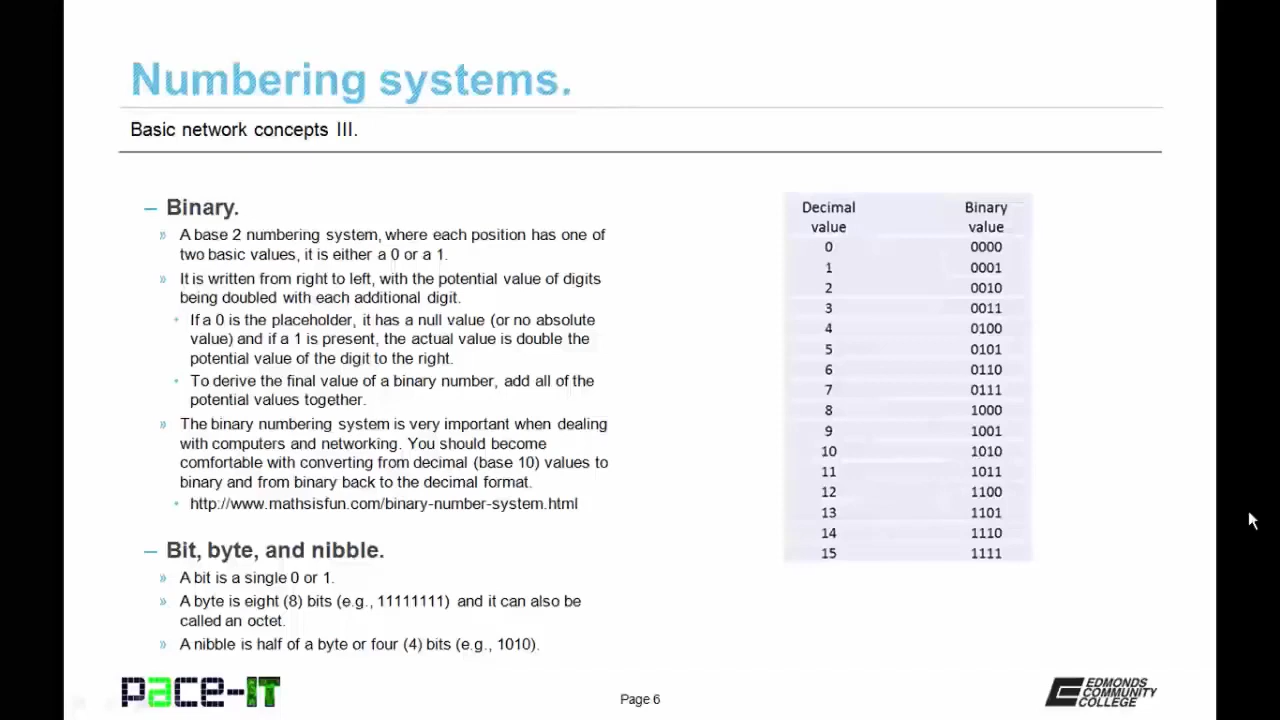 Numbering systems.
Basic network concepts III.
– Binary.
» A base 2 numbering system, where each position has one of
two basic values, it is either a 0 or a 1.
» It is written from right to left, with the potential value of digits
being doubled with each additional digit.
• If a 0 is the placeholder, it has a null value (or no absolute
value) and if a 1 is present, the actual value is double the
potential value of the digit to the right.
• To derive the final value of a binary number, add all of the
potential values together.
» The binary numbering system is very important when dealing
with computers and networking. You should become
comfortable with converting from decimal (base 10) values to
binary and from binary back to the decimal format.
• http://www.mathsisfun.com/binary-number-system.html
– Bit, byte, and nibble.
» A bit is a single 0 or 1.
» A byte is eight (8) bits (e.g., 11111111) and it can also be
called an octet.
» A nibble is half of a byte or four (4) bits (e.g., 1010).
Decimal Binary
value value
0 0000
1 0001
2 0010
3 0011
4 0100
5 0101
6 0110
7 0111
8 1000
9 1001
10 1010
11 1011
12 1100
13 1101
14 1110
15 1111
PACE-IT
Page 6
EDMONDS
COMMUNITY
COLLEGE